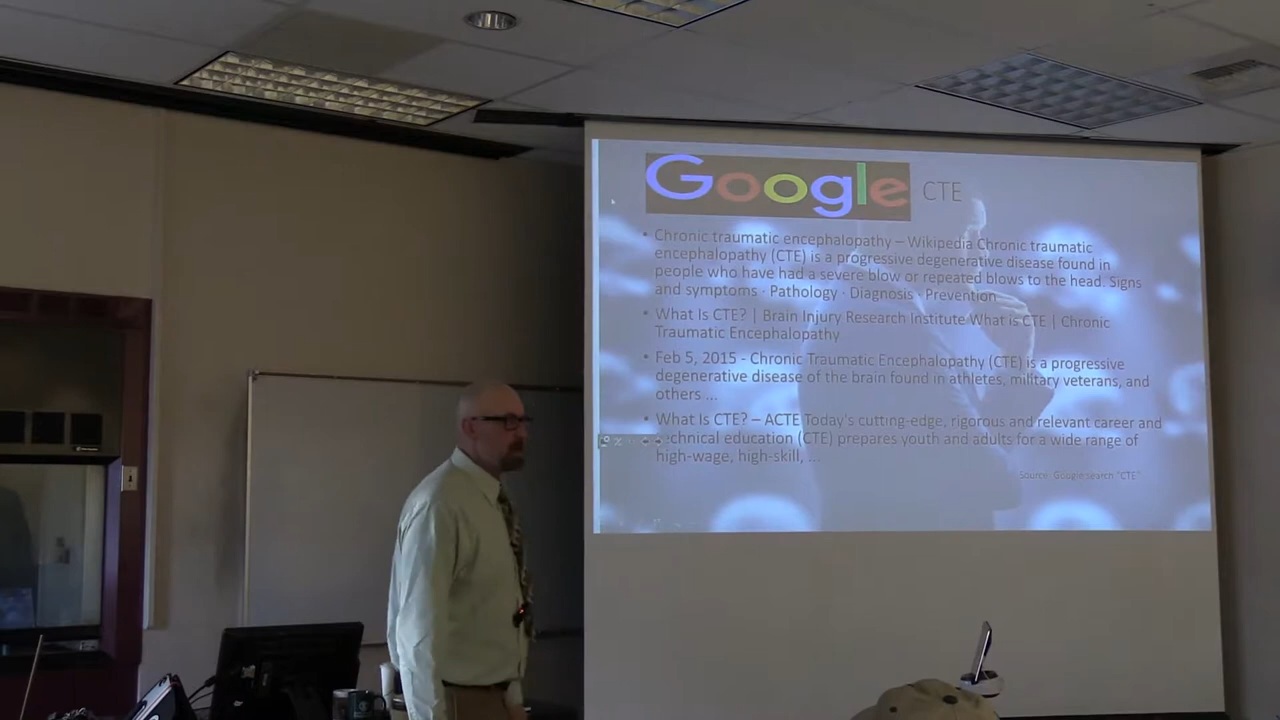 Google CTE
• Chronic traumatic encephalopathy – Wikipedia Chronic traumatic
encephalopathy (CTE) is a progressive degenerative disease found in
people who have had a severe blow or repeated blows to the head. Signs
and symptoms · Pathology · Diagnosis · Prevention
• What Is CTE? | Brain Injury Research Institute What is CTE | Chronic
Traumatic Encephalopathy
• Feb 5, 2015 - Chronic Traumatic Encephalopathy (CTE) is a progressive
degenerative disease of the brain found in athletes, military veterans, and
others ...
• What Is CTE? – ACTE Today's cutting-edge, rigorous and relevant career and
technical education (CTE) prepares youth and adults for a wide range of
high-wage, high-skill, ...
Source: Google search "CTE"